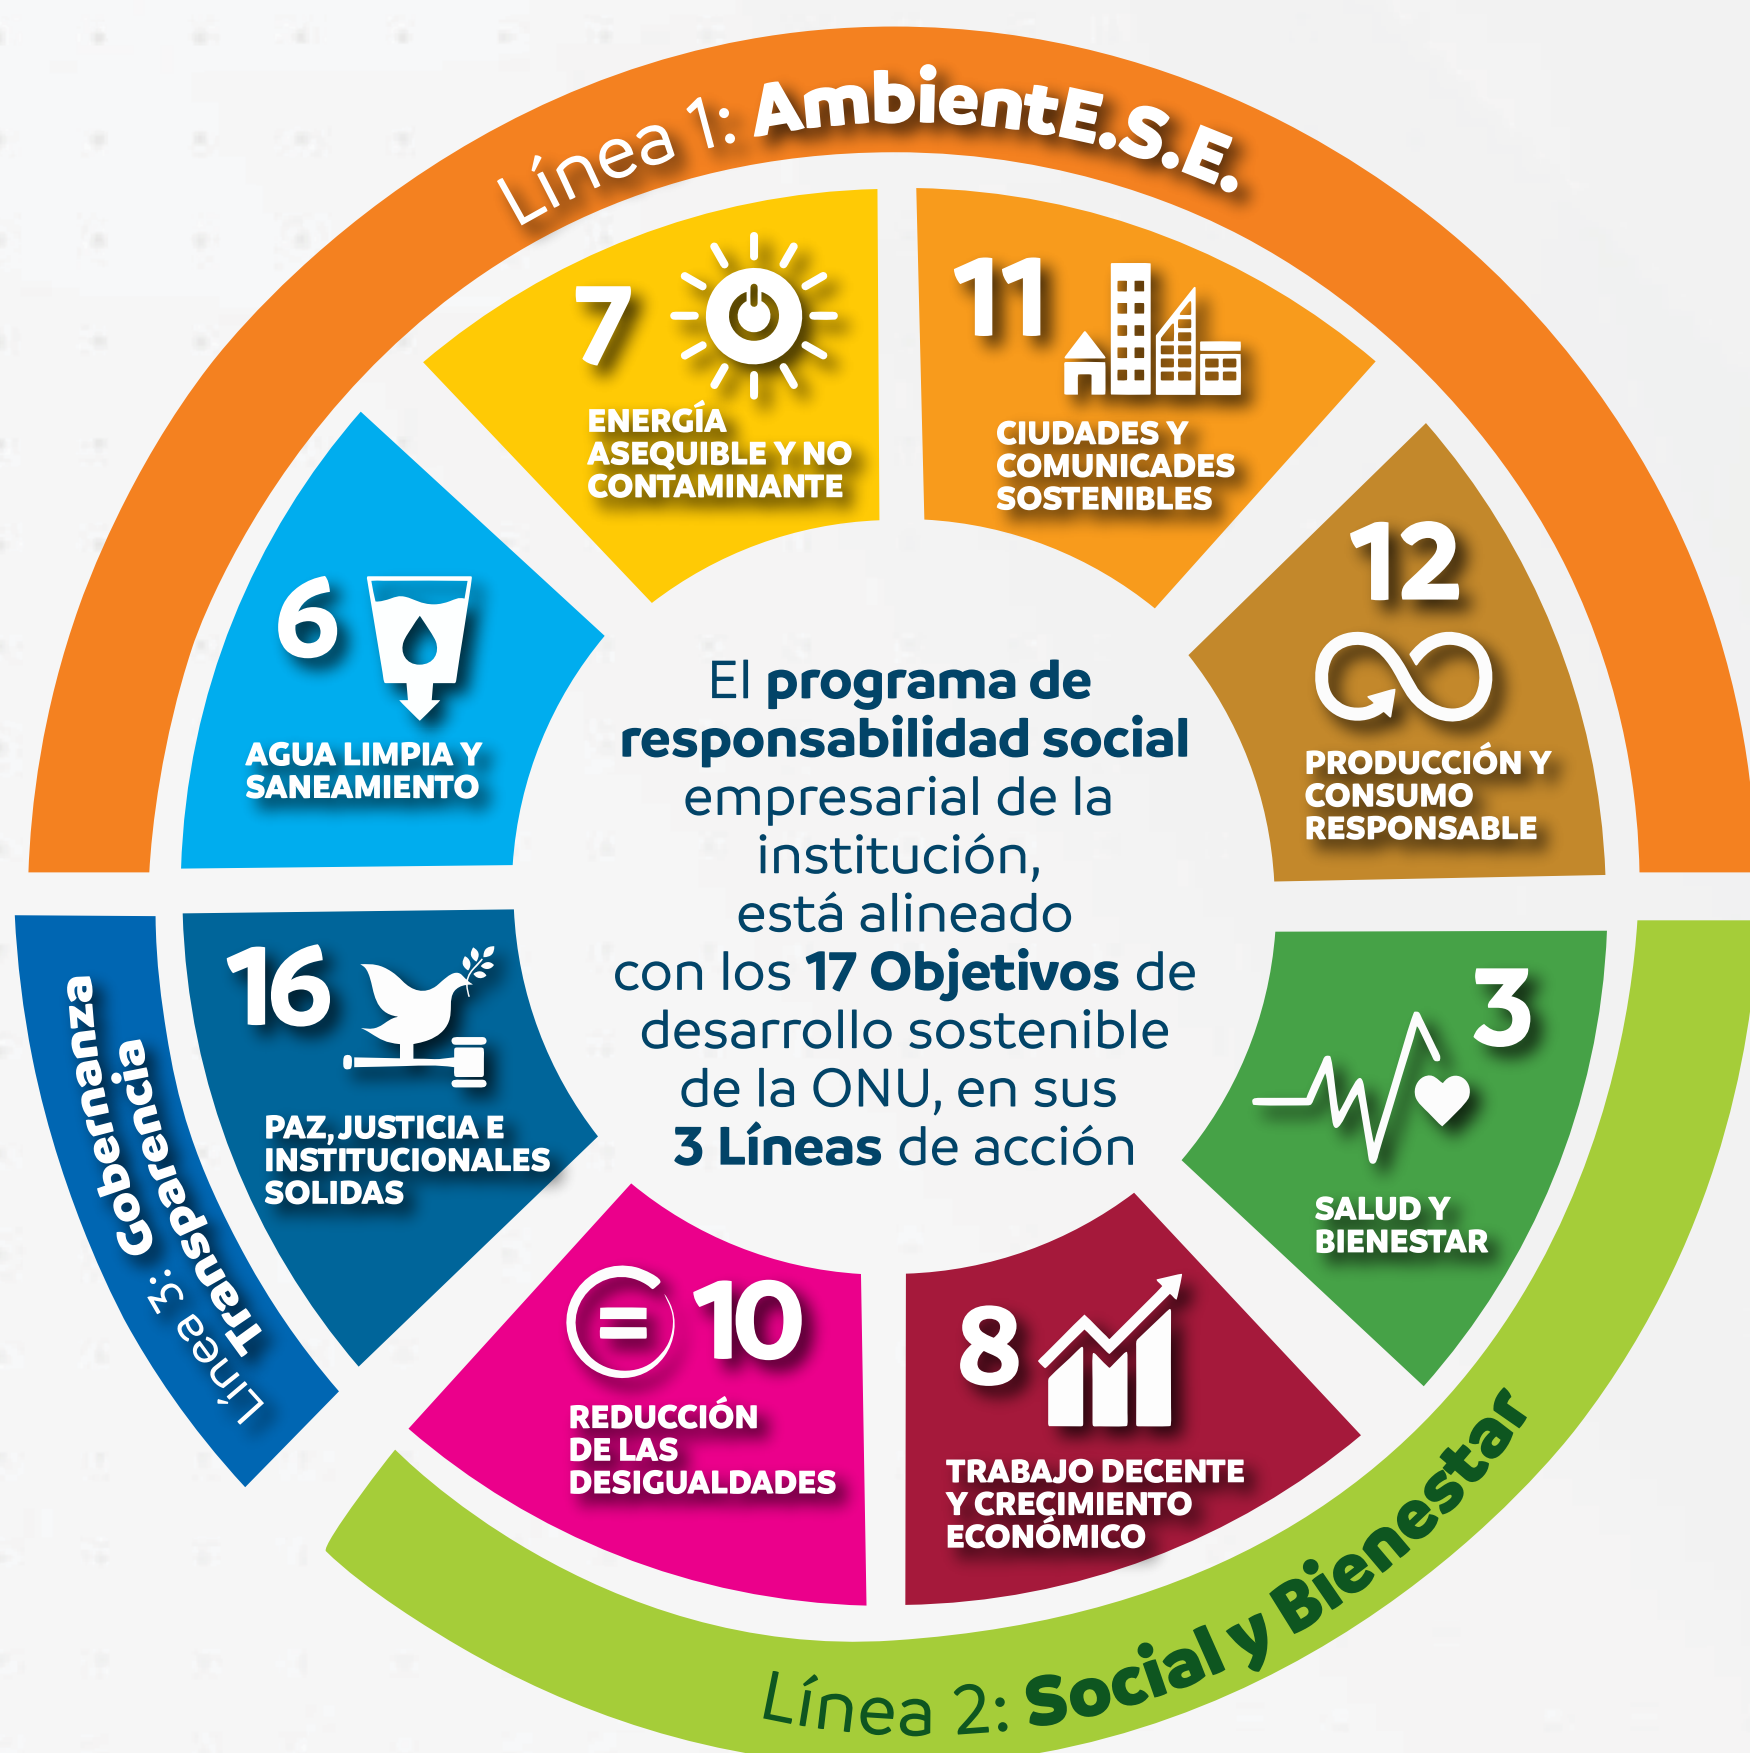 Línea 1: AmbientE.S.E.
7
ENERGÍA
ASEQUIBLE Y NO
CONTAMINANTE
11
CIUDADES Y
COMUNICADES
SOSTENIBLES
12
PRODUCCIÓN Y
CONSUMO
RESPONSABLE
6
AGUA LIMPIA Y
SANEAMIENTO
El programa de
responsabilidad social
empresarial de la
institución,
está alineado
con los 17 Objetivos de
desarrollo sostenible
de la ONU, en sus
3 Líneas de acción
16
PAZ, JUSTICIA E
INSTITUCIONALES
SOLIDAS
Línea 3: Gobernanza
Transparencia
3
SALUD Y
BIENESTAR
10
REDUCCIÓN
DE LAS
DESIGUALDADES
8
TRABAJO DECENTE
Y CRECIMIENTO
ECONÓMICO
Línea 2: Social y Bienestar